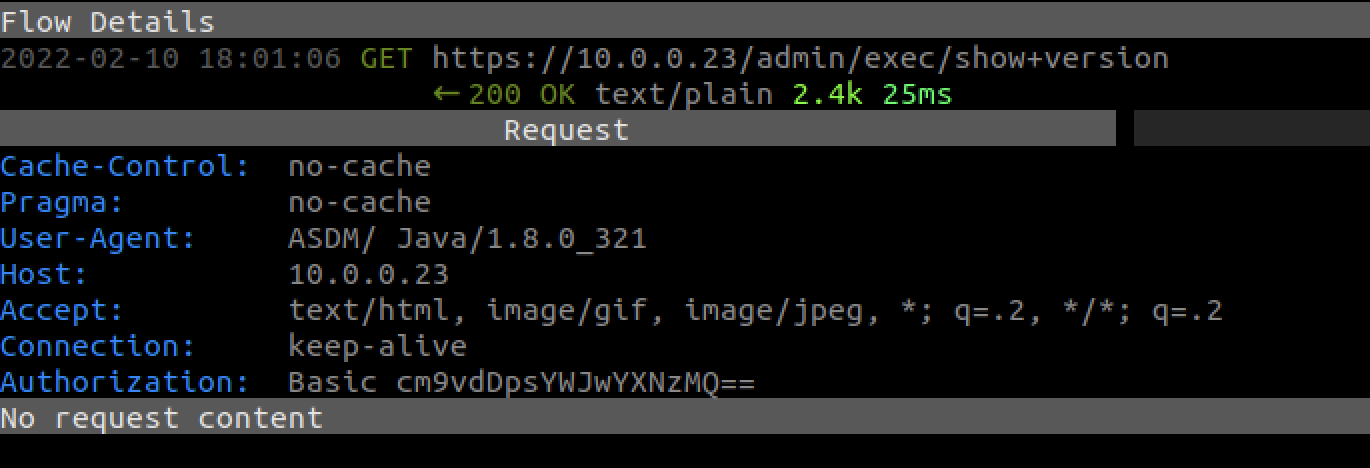 Flow Details
2022-02-10 18:01:06 GET https://10.0.0.23/admin/exec/show+version
←200 OK text/plain 2.4k 25ms
Request
Cache-Control: no-cache
Pragma: no-cache
User-Agent: ASDM/ Java/1.8.0_321
Host: 10.0.0.23
Accept: text/html, image/gif, image/jpeg, *; q=.2, */*; q=.2
Connection: keep-alive
Authorization: Basic cm9vdDpsYWJwYXNzMQ==
No request content